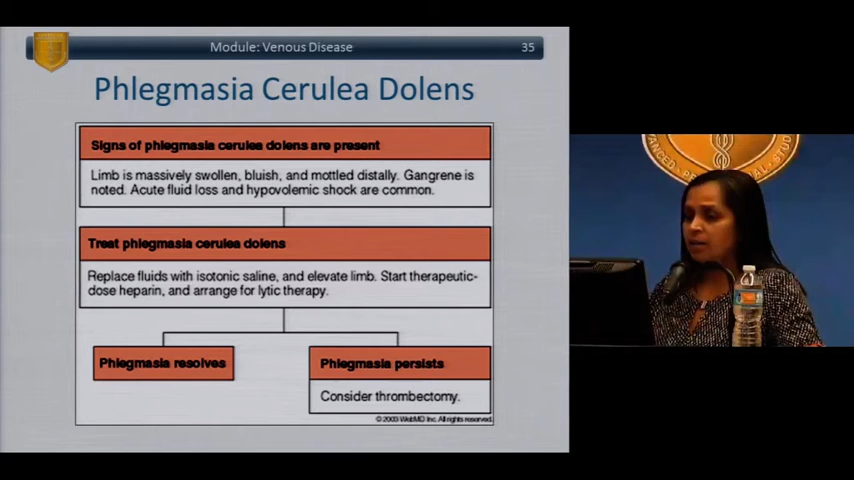 Module: Venous Disease 35
Phlegmasia Cerulea Dolens
Signs of phlegmasia cerulea dolens are present
Limb is massively swollen, bluish, and mottled distally. Gangrene is
noted. Acute fluid loss and hypovolemic shock are common.
Treat phlegmasia cerulea dolens
Replace fluids with isotonic saline, and elevate limb. Start therapeutic-
dose heparin, and arrange for lytic therapy.
Phlegmasia resolves
Phlegmasia persists
Consider thrombectomy.
© 2003 WebMD Inc. All rights reserved.